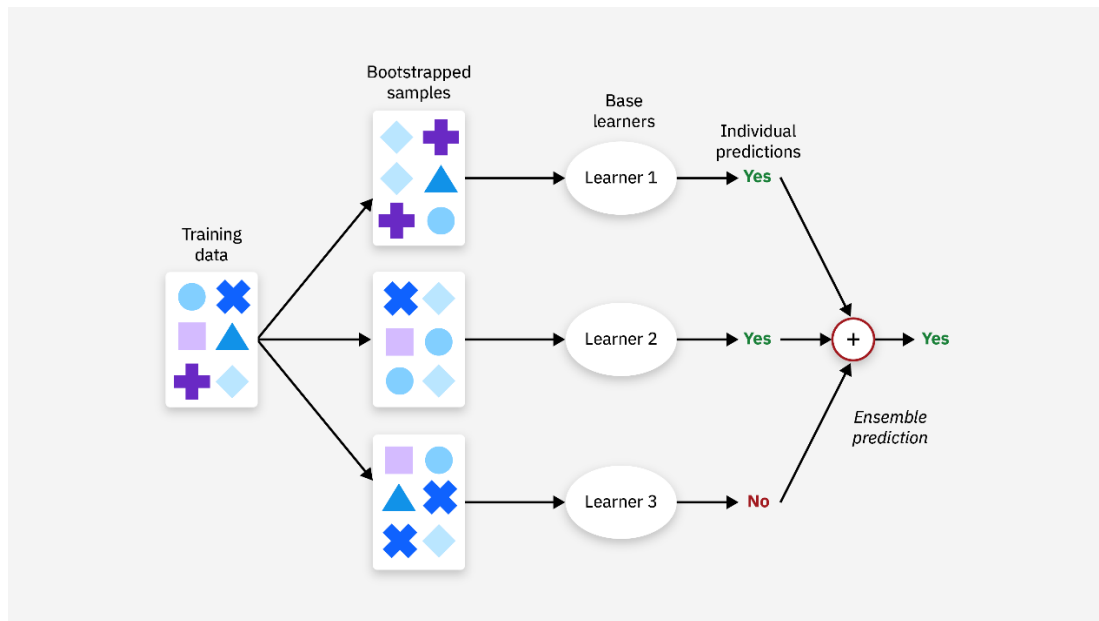 Bootstrapped
samples
Base
learners
Individual
predictions
Learner 1
Yes
Training
data
Learner 2
Yes
+
Yes
Ensemble
prediction
Learner 3
No